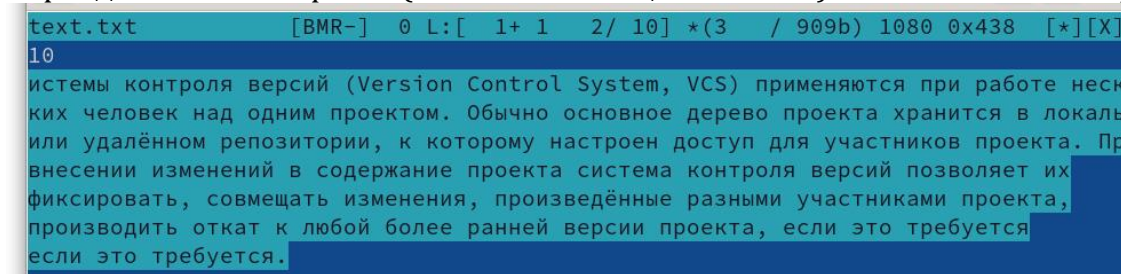 text.txt [BMR-] 0 L:[ 1+ 1 2/ 10] *(3 / 909b) 1080 0x438 [*][X]
10
истемы контроля версий (Version Control System, VCS) применяются при работе неск
ких человек над одним проектом. Обычно основное дерево проекта хранится в локаль
или удалённом репозитории, к которому настроен доступ для участников проекта. Пр
внесении изменений в содержание проекта система контроля версий позволяет их
фиксировать, совмещать изменения, произведённые разными участниками проекта,
производить откат к любой более ранней версии проекта, если это требуется
если это требуется.